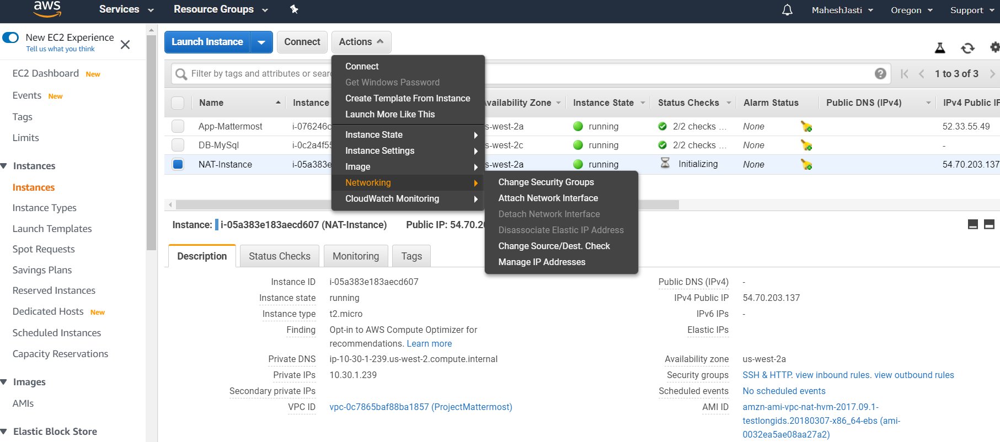 aws Services Resource Groups MaheshJasti Oregon Support
New EC2 Experience
Tell us what you think
EC2 Dashboard New
Events New
Tags
Limits
Instances
Instances
Instance Types
Launch Templates
Spot Requests
Savings Plans
Reserved Instances
Dedicated Hosts New
Scheduled Instances
Capacity Reservations
Images
AMIs
Elastic Block Store
Launch Instance Connect Actions
Filter by tags and attributes or sear ? 1 to 3 of 3
Name Instance vailability Zone Instance State Status Checks Alarm Status Public DNS (IPv4) IPv4 Public IP
App-Mattermost i-076246c s-west-2a running 2/2 checks ... None 52.33.55.49
DB-MySql i-0c2a4f55 s-west-2c running 2/2 checks ... None -
NAT-Instance i-05a383e s-west-2a running Initializing None 54.70.203.137
Connect
Get Windows Password
Create Template From Instance
Launch More Like This
Instance State
Instance Settings
Image
Networking
CloudWatch Monitoring
Change Security Groups
Attach Network Interface
Detach Network Interface
Disassociate Elastic IP Address
Change Source/Dest. Check
Manage IP Addresses
Instance: i-05a383e183aecd607 (NAT-Instance) Public IP: 54.70.20
Description Status Checks Monitoring Tags
Instance ID i-05a383e183aecd607
Instance state running
Instance type t2.micro
Finding Opt-in to AWS Compute Optimizer for
recommendations. Learn more
Private DNS ip-10-30-1-239.us-west-2.compute.internal
Private IPs 10.30.1.239
Secondary private IPs
VPC ID vpc-0c7865baf88ba1857 (ProjectMattermost)
Public DNS (IPv4) -
IPv4 Public IP 54.70.203.137
IPv6 IPs -
Elastic IPs
Availability zone us-west-2a
Security groups SSH & HTTP. view inbound rules. view outbound rules
Scheduled events No scheduled events
AMI ID amzn-ami-vpc-nat-hvm-2017.09.1-
testlongids.20180307-x86_64-ebs (ami-
0032ea5ae08aa27a2)